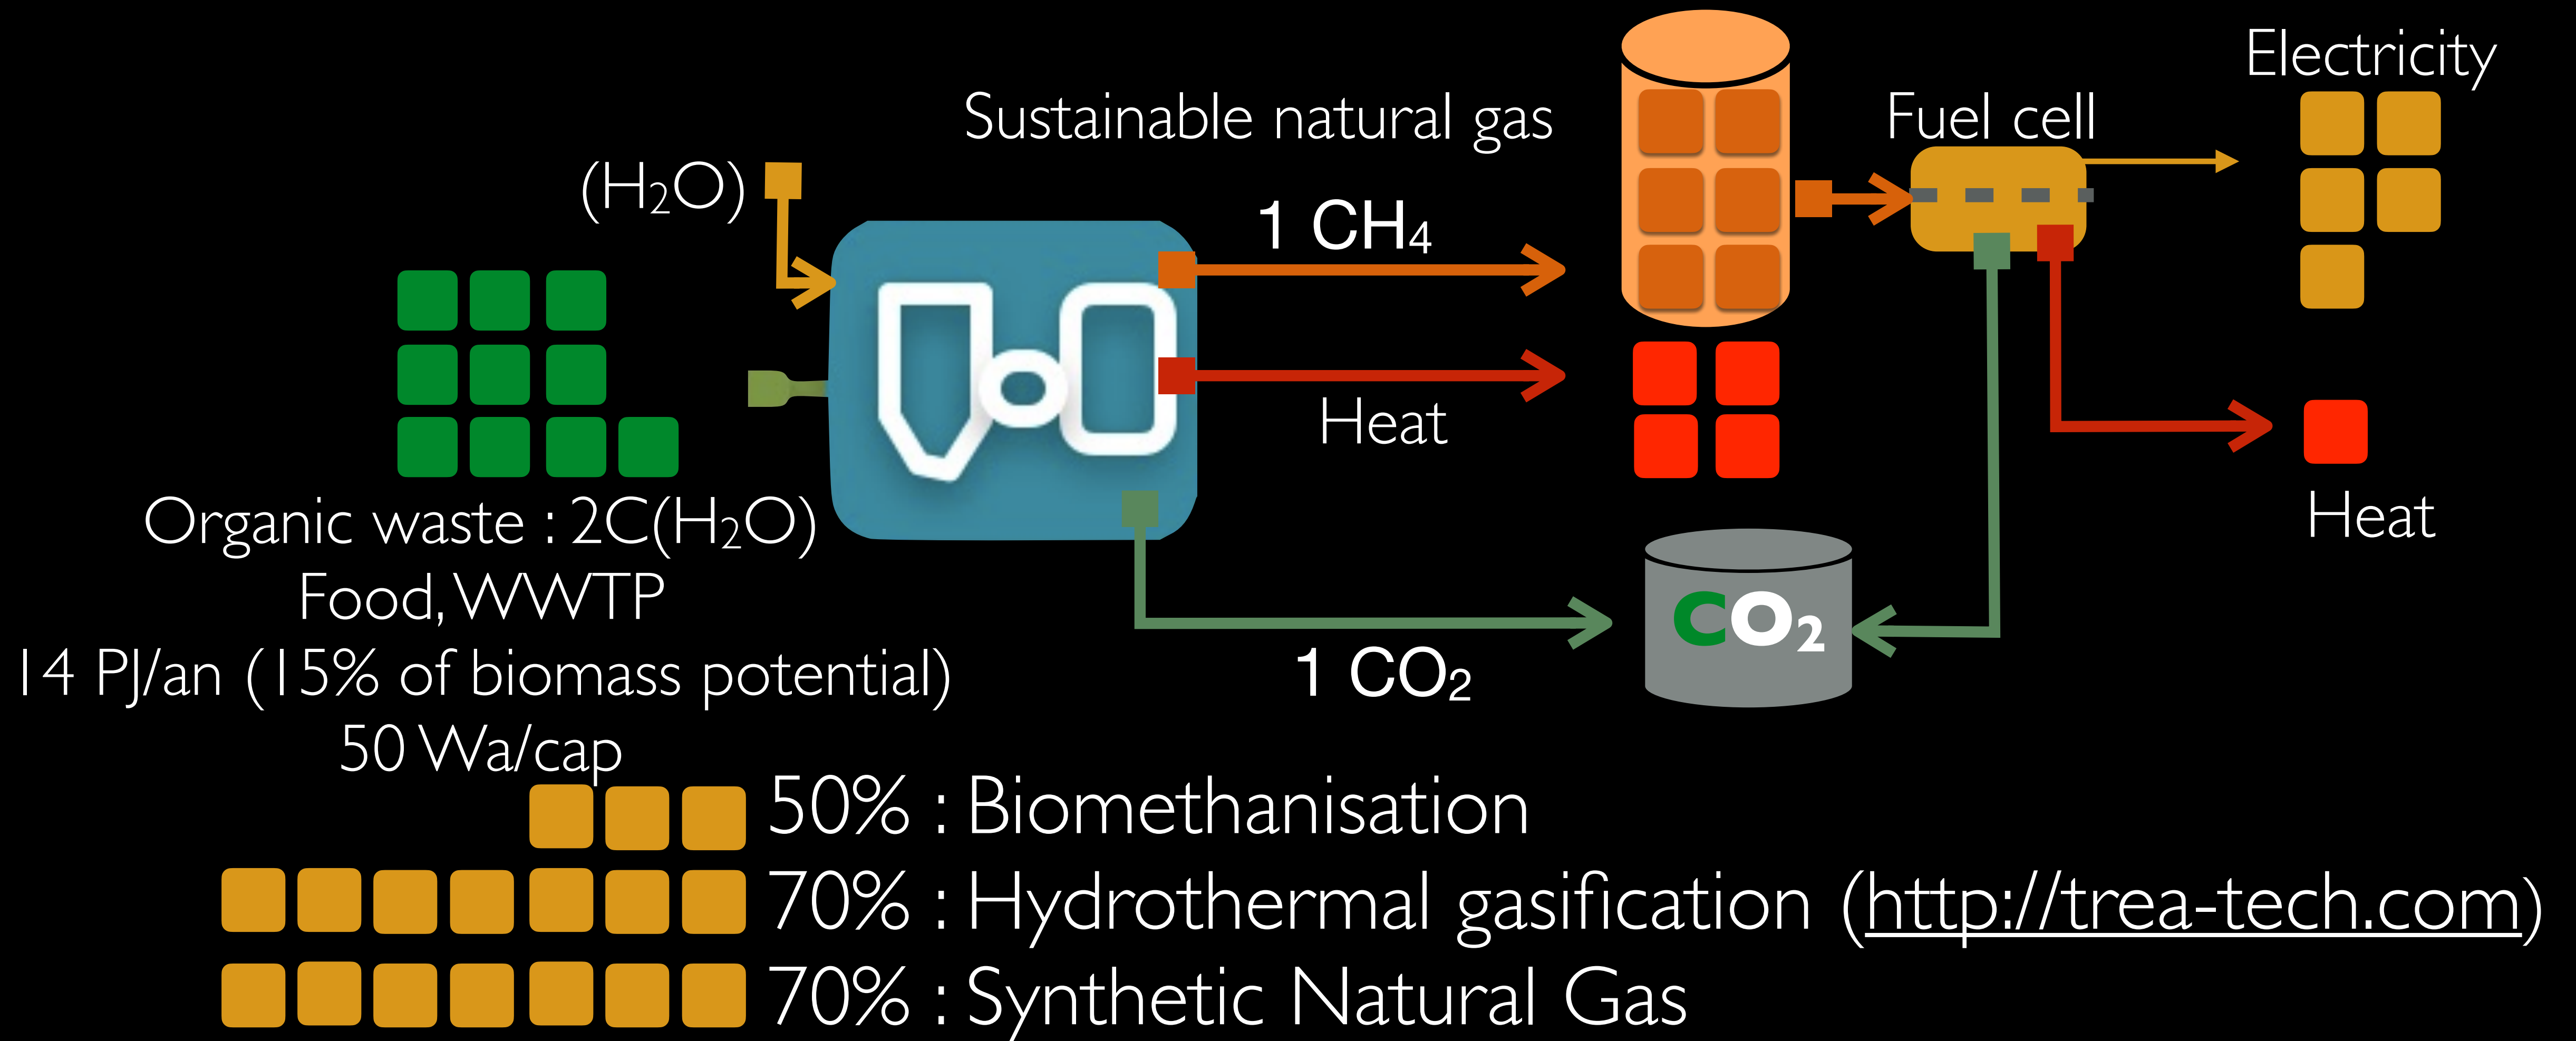 Electricity
Sustainable natural gas
Fuel cell
(H₂O)
1 CH₄
Heat
Organic waste : 2C(H₂O)
Food, WWTP
14 PJ/an (15% of biomass potential)
50 Wa/cap
Heat
CO₂
1 CO₂
50% : Biomethanisation
70% : Hydrothermal gasification (http://trea-tech.com)
70% : Synthetic Natural Gas